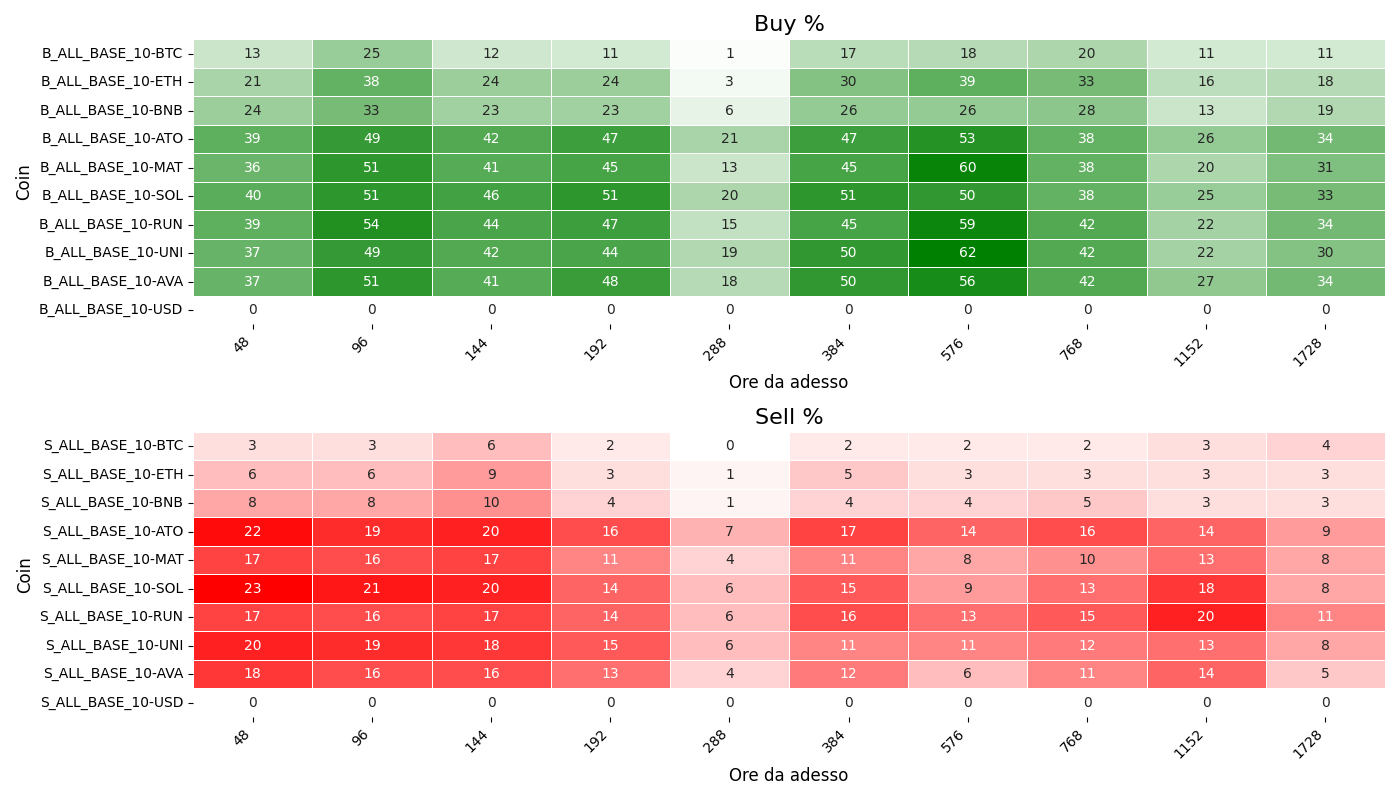 Buy %
Coin
B_ALL_BASE_10-BTC 13 25 12 11 1 17 18 20 11 11
B_ALL_BASE_10-ETH 21 38 24 24 3 30 39 33 16 18
B_ALL_BASE_10-BNB 24 33 23 23 6 26 26 28 13 19
B_ALL_BASE_10-ATO 39 49 42 47 21 47 53 38 26 34
B_ALL_BASE_10-MAT 36 51 41 45 13 45 60 38 20 31
B_ALL_BASE_10-SOL 40 51 46 51 20 51 50 38 25 33
B_ALL_BASE_10-RUN 39 54 44 47 15 45 59 42 22 34
B_ALL_BASE_10-UNI 37 49 42 44 19 50 62 42 22 30
B_ALL_BASE_10-AVA 37 51 41 48 18 50 56 42 27 34
B_ALL_BASE_10-USD 0 0 0 0 0 0 0 0 0 0
48 96 144 192 288 384 576 768 1152 1728
Ore da adesso
Sell %
Coin
S_ALL_BASE_10-BTC 3 3 6 2 0 2 2 2 3 4
S_ALL_BASE_10-ETH 6 6 9 3 1 5 3 3 3 3
S_ALL_BASE_10-BNB 8 8 10 4 1 4 4 5 3 3
S_ALL_BASE_10-ATO 22 19 20 16 7 17 14 16 14 9
S_ALL_BASE_10-MAT 17 16 17 11 4 11 8 10 13 8
S_ALL_BASE_10-SOL 23 21 20 14 6 15 9 13 18 8
S_ALL_BASE_10-RUN 17 16 17 14 6 16 13 15 20 11
S_ALL_BASE_10-UNI 20 19 18 15 6 11 11 12 13 8
S_ALL_BASE_10-AVA 18 16 16 13 4 12 6 11 14 5
S_ALL_BASE_10-USD 0 0 0 0 0 0 0 0 0 0
48 96 144 192 288 384 576 768 1152 1728
Ore da adesso